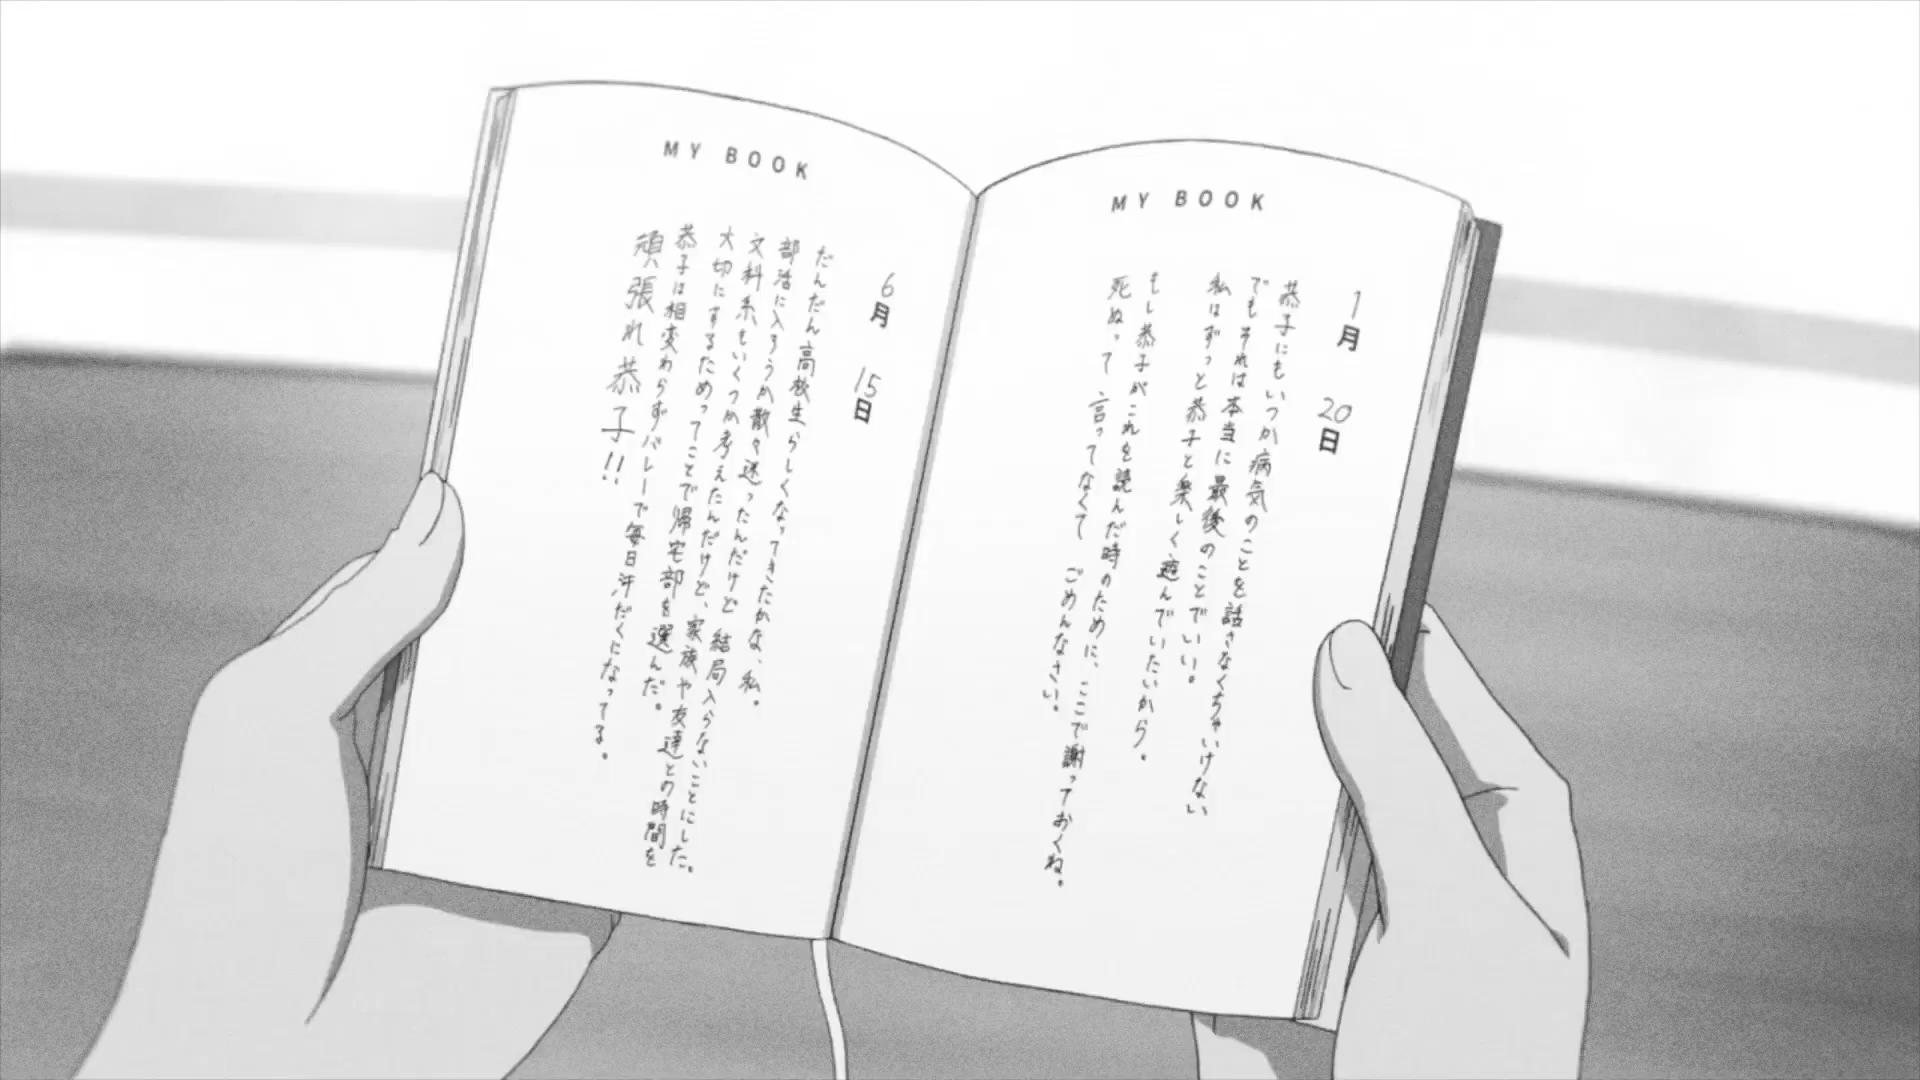 MY BOOK
1月 20日
恭子にもいつか病気のことを話さなくちゃいけない
でもそれは本当に最後のことでいい。
私はずっと恭子と楽しく遊んでいたいから。
もし恭子がこれを読んだ時のために、ここで謝っておくね。
死ぬって言ってなくて ごめんなさい。
MY BOOK
6月 15日
だんだん高校生らしくなってきたかな、私。
部活に入ろうか散々迷ったんだけど 結局入らないことにした。
文科系もいくつか考えたんだけど、家族や友達との時間を
大切にするためってことで帰宅部を選んだ。
恭子は相変わらずバレーで毎日汗だくになってる。
頑張れ恭子!!